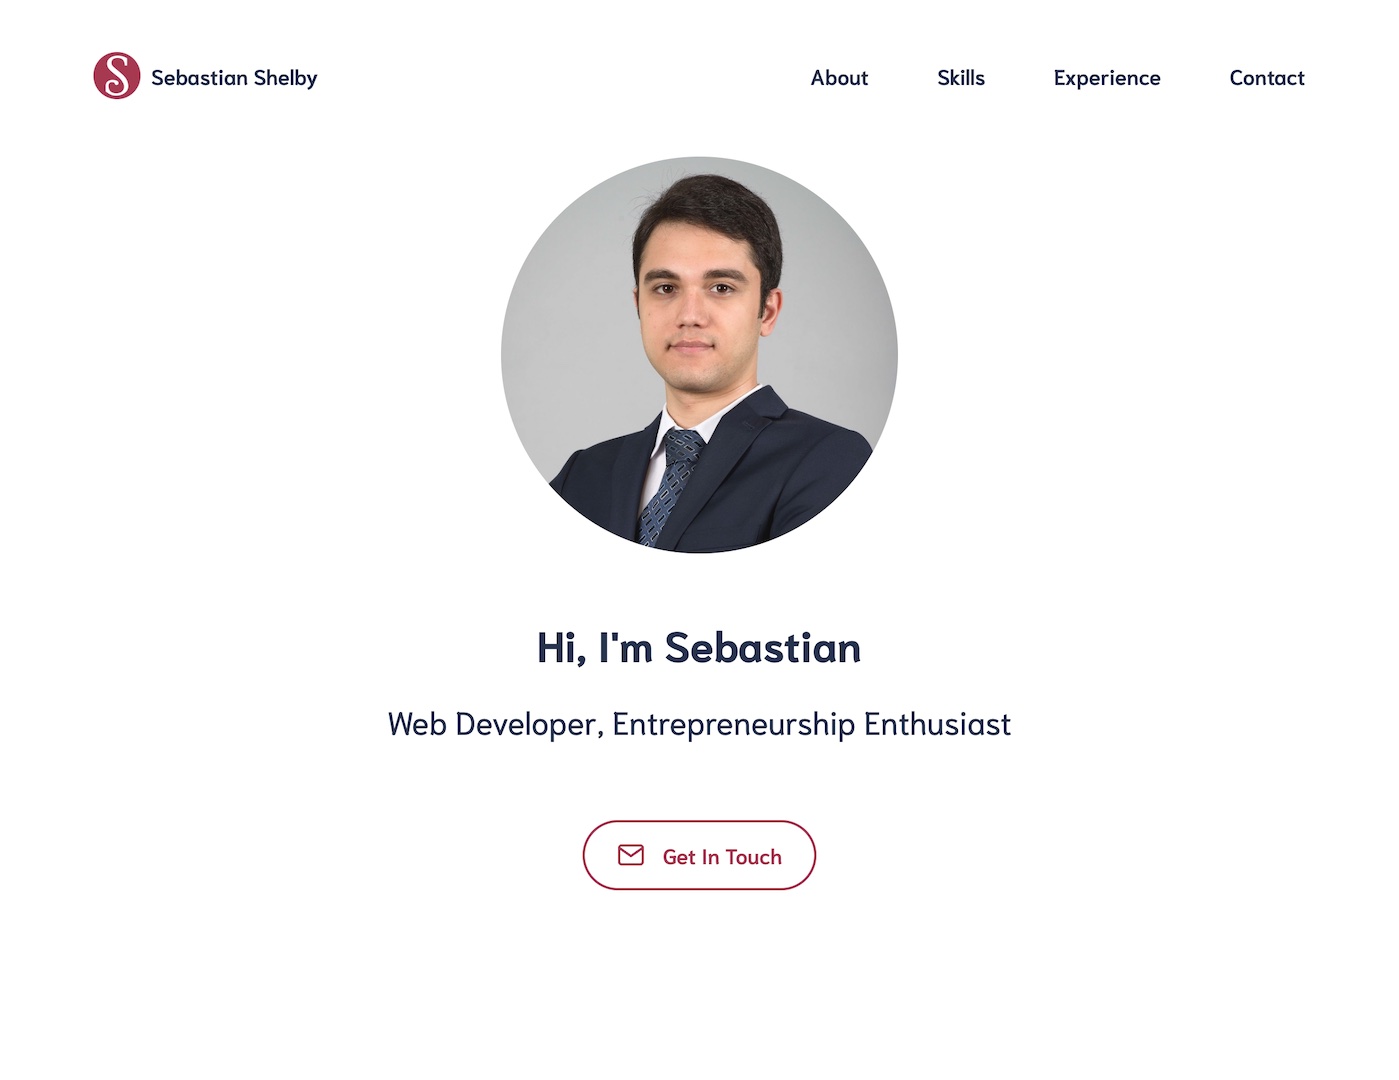 S Sebastian Shelby
About Skills Experience Contact
Hi, I'm Sebastian
Web Developer, Entrepreneurship Enthusiast
Get In Touch